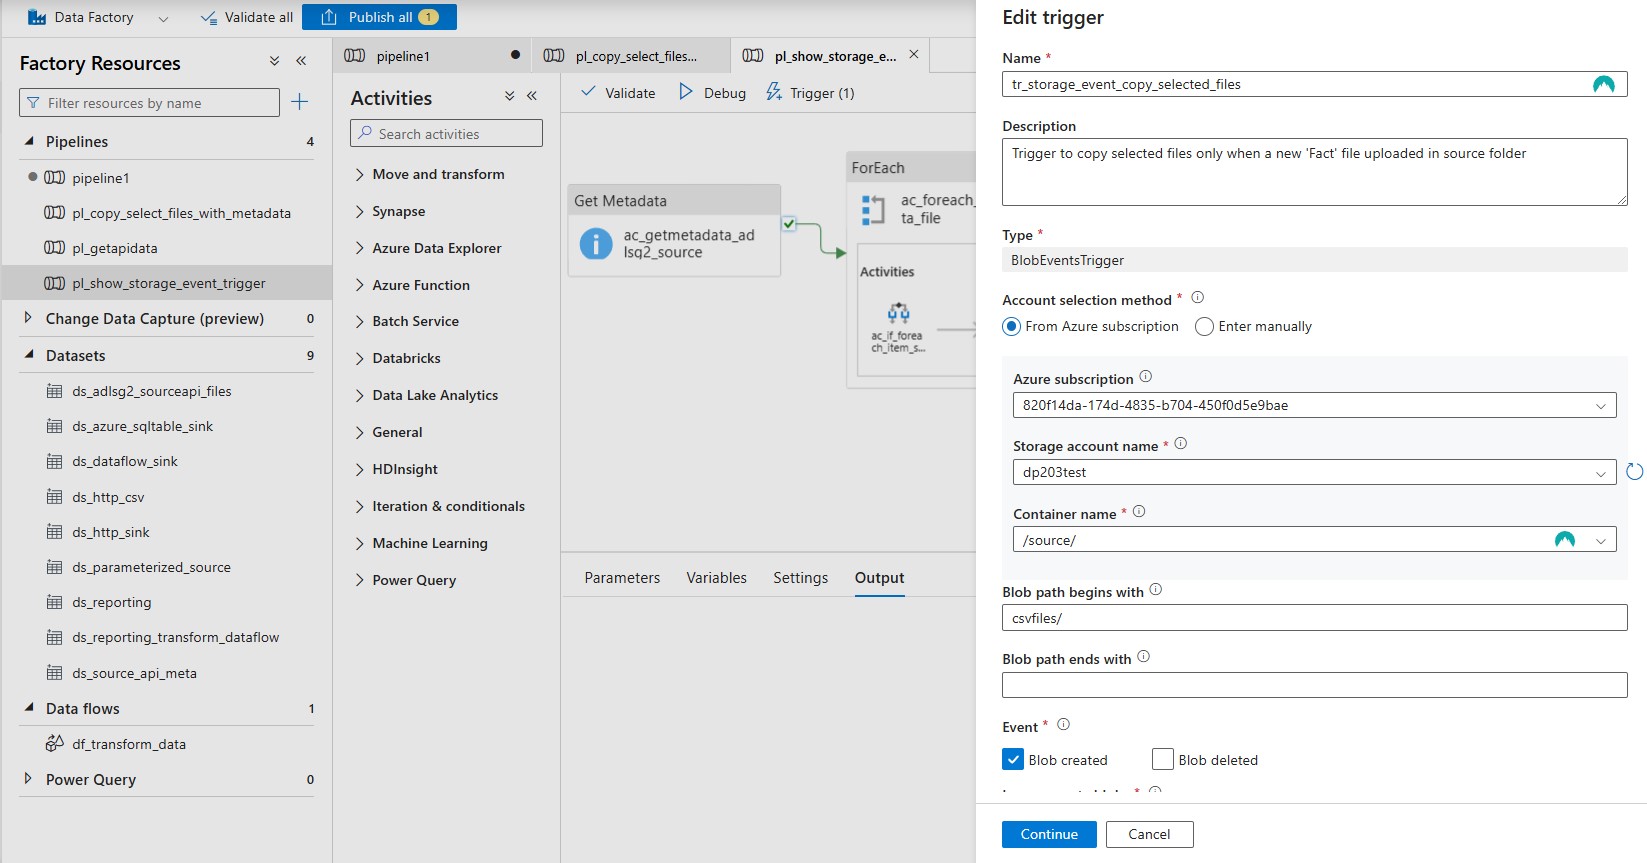 Data Factory
Validate all
Publish all 1
Factory Resources
Filter resources by name
Pipelines 4
pipeline1
pl_copy_select_files_with_metadata
pl_getapidata
pl_show_storage_event_trigger
Change Data Capture (preview) 0
Datasets 9
ds_adlsg2_sourceapi_files
ds_azure_sqltable_sink
ds_dataflow_sink
ds_http_csv
ds_http_sink
ds_parameterized_source
ds_reporting
ds_reporting_transform_dataflow
ds_source_api_meta
Data flows 1
df_transform_data
Power Query 0
pipeline1
pl_copy_select_files...
pl_show_storage_e...
Activities
Search activities
Move and transform
Synapse
Azure Data Explorer
Azure Function
Batch Service
Databricks
Data Lake Analytics
General
HDInsight
Iteration & conditionals
Machine Learning
Power Query
Validate
Debug
Trigger (1)
Get Metadata
ac_getmetadata_ad
lsg2_source
ForEach
ac_foreach_
ta_file
Activities
ac_if_forea
ch_item_s...
Parameters
Variables
Settings
Output
Edit trigger
Name *
tr_storage_event_copy_selected_files
Description
Trigger to copy selected files only when a new 'Fact' file uploaded in source folder
Type *
BlobEventsTrigger
Account selection method *
From Azure subscription
Enter manually
Azure subscription
820f14da-174d-4835-b704-450f0d5e9bae
Storage account name *
dp203test
Container name *
/source/
Blob path begins with
csvfiles/
Blob path ends with
Event *
Blob created
Blob deleted
Continue
Cancel